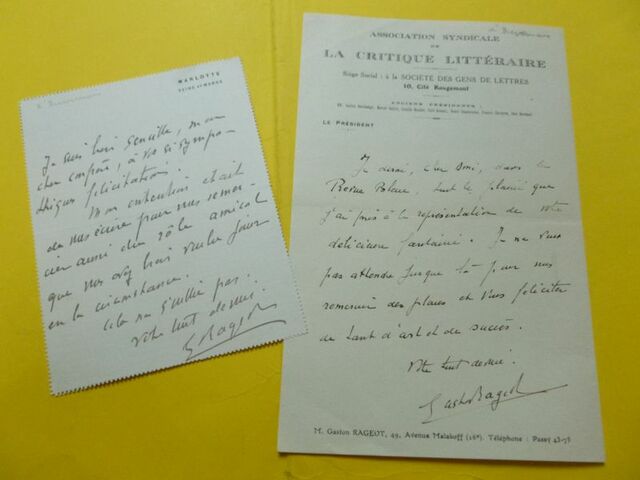 MARLOTTE
SEINE-ET-MARNE
Je suis bien sensible, mon
cher confrère, à vos si sympa-
thiques félicitations.
Mon intention était
de vous écrire pour vous remer-
cier aussi du rôle amical
que vous avez bien voulu jouer
en la circonstance.
Cela ne s'oublie pas.
Votre tout dévoué.
G Rageot
ASSOCIATION SYNDICALE
DE
LA CRITIQUE LITTÉRAIRE
Siège Social : à la SOCIÉTÉ DES GENS DE LETTRES
10, Cité Rougemont
ANCIENS PRÉSIDENTS :
LE PRÉSIDENT
Je dirai, cher ami, dans la
Revue Bleue, tout le plaisir que
j'ai pris à la représentation de votre
délicieuse fantaisie. Je ne veux
pas attendre jusque là pour vous
remercier des places et vous féliciter
de tant d'art et de succès.
Votre tout dévoué.
Gaston Rageot
M. Gaston RAGEOT, 49, Avenue Malakoff (16e). Téléphone : Passy 43-75